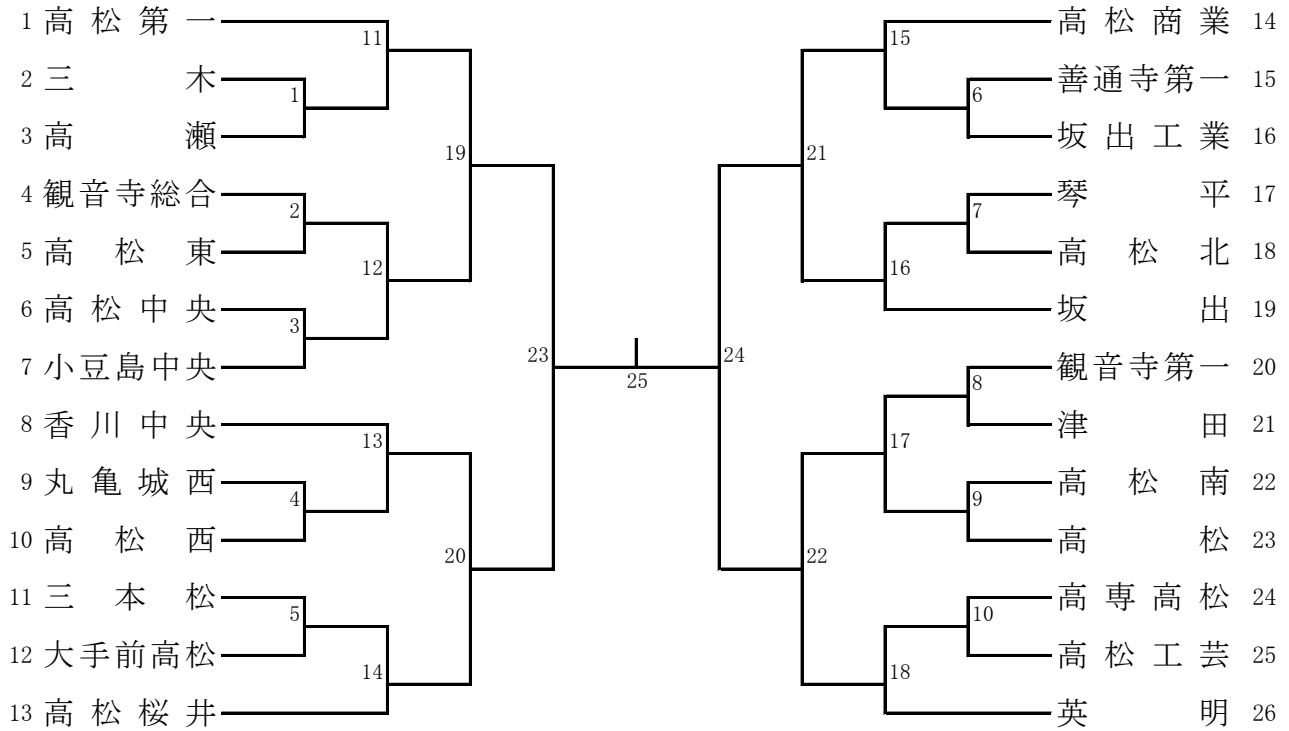 1 高松第一
11
2 三木
1
3 高瀬
19
4 観音寺総合
2
5 高松東
12
6 高松中央
3
7 小豆島中央
23
8 香川中央
13
9 丸亀城西
4
10 高松西
20
11 三本松
5
12 大手前高松
14
13 高松桜井
25
高松商業 14
15
善通寺第一 15
6
坂出工業 16
21
琴平 17
7
高松北 18
16
坂出 19
24
観音寺第一 20
8
津田 21
17
高松南 22
9
高松 23
22
高専高松 24
10
高松工芸 25
18
英明 26